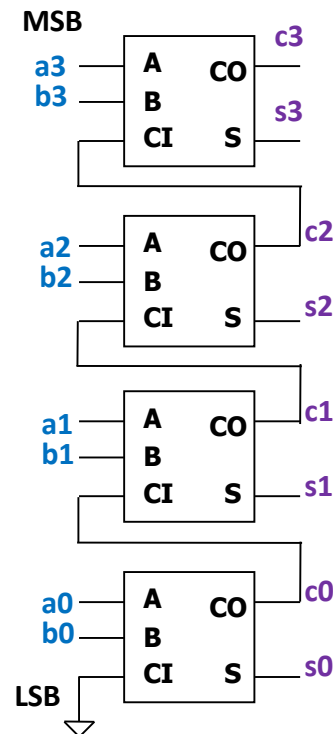 MSB
c3
a3 A CO
b3 B s3
CI S
c2
a2 A CO
b2 B s2
CI S
c1
a1 A CO
b1 B s1
CI S
c0
a0 A CO
b0 B s0
CI S
LSB